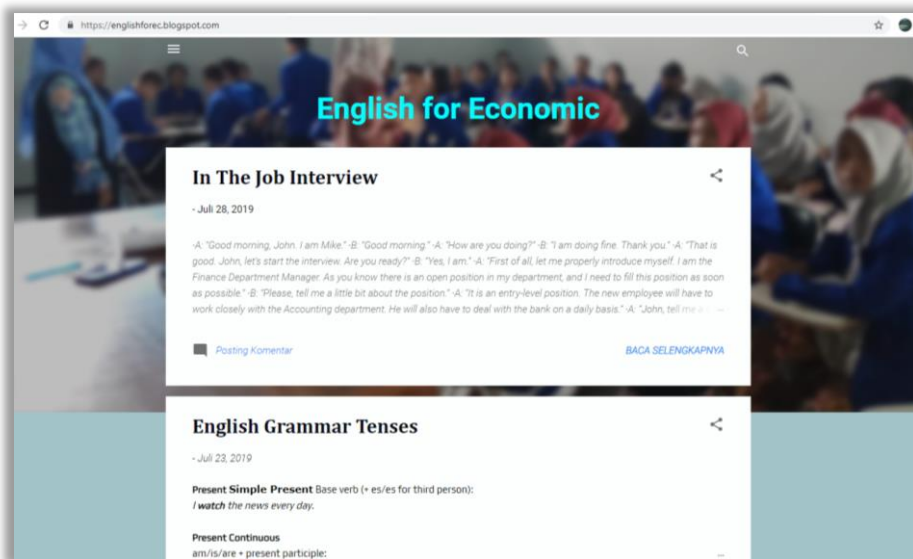 https://englishforec.blogspot.com
English for Economic
In The Job Interview
- Juli 28, 2019
-A: "Good morning, John. I am Mike." -B: "Good morning." -A: "How are you doing?" -B: "I am doing fine. Thank you." -A: "That is
good. John, let's start the interview. Are you ready?" -B: "Yes, I am." -A: "First of all, let me properly introduce myself. I am the
Finance Department Manager. As you know there is an open position in my department, and I need to fill this position as soon
as possible." -B: "Please, tell me a little bit about the position." -A: "It is an entry-level position. The new employee will have to
work closely with the Accounting department. He will also have to deal with the bank on a daily basis." -A: "John, tell me a ...
Posting Komentar
BACA SELENGKAPNYA
English Grammar Tenses
- Juli 23, 2019
Present Simple Present Base verb (+ es/es for third person):
I watch the news every day.
Present Continuous
am/is/are + present participle:
...